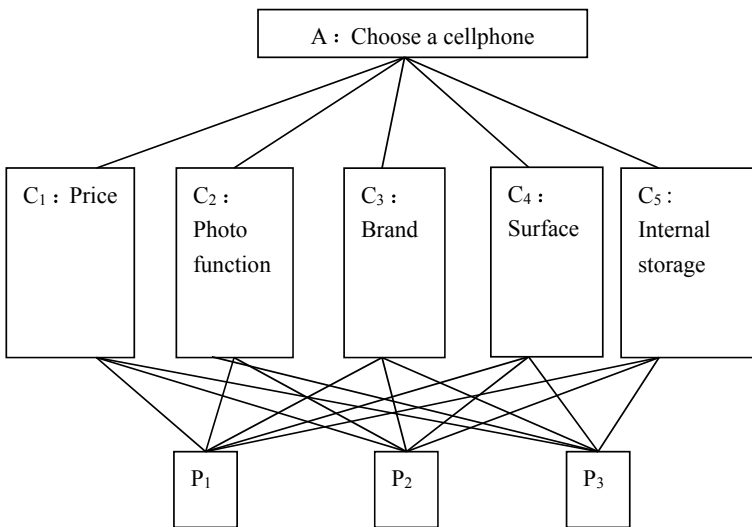 A：Choose a cellphone
C₁：Price
C₂：
Photo
function
C₃：
Brand
C₄：
Surface
C₅：
Internal
storage
P₁
P₂
P₃